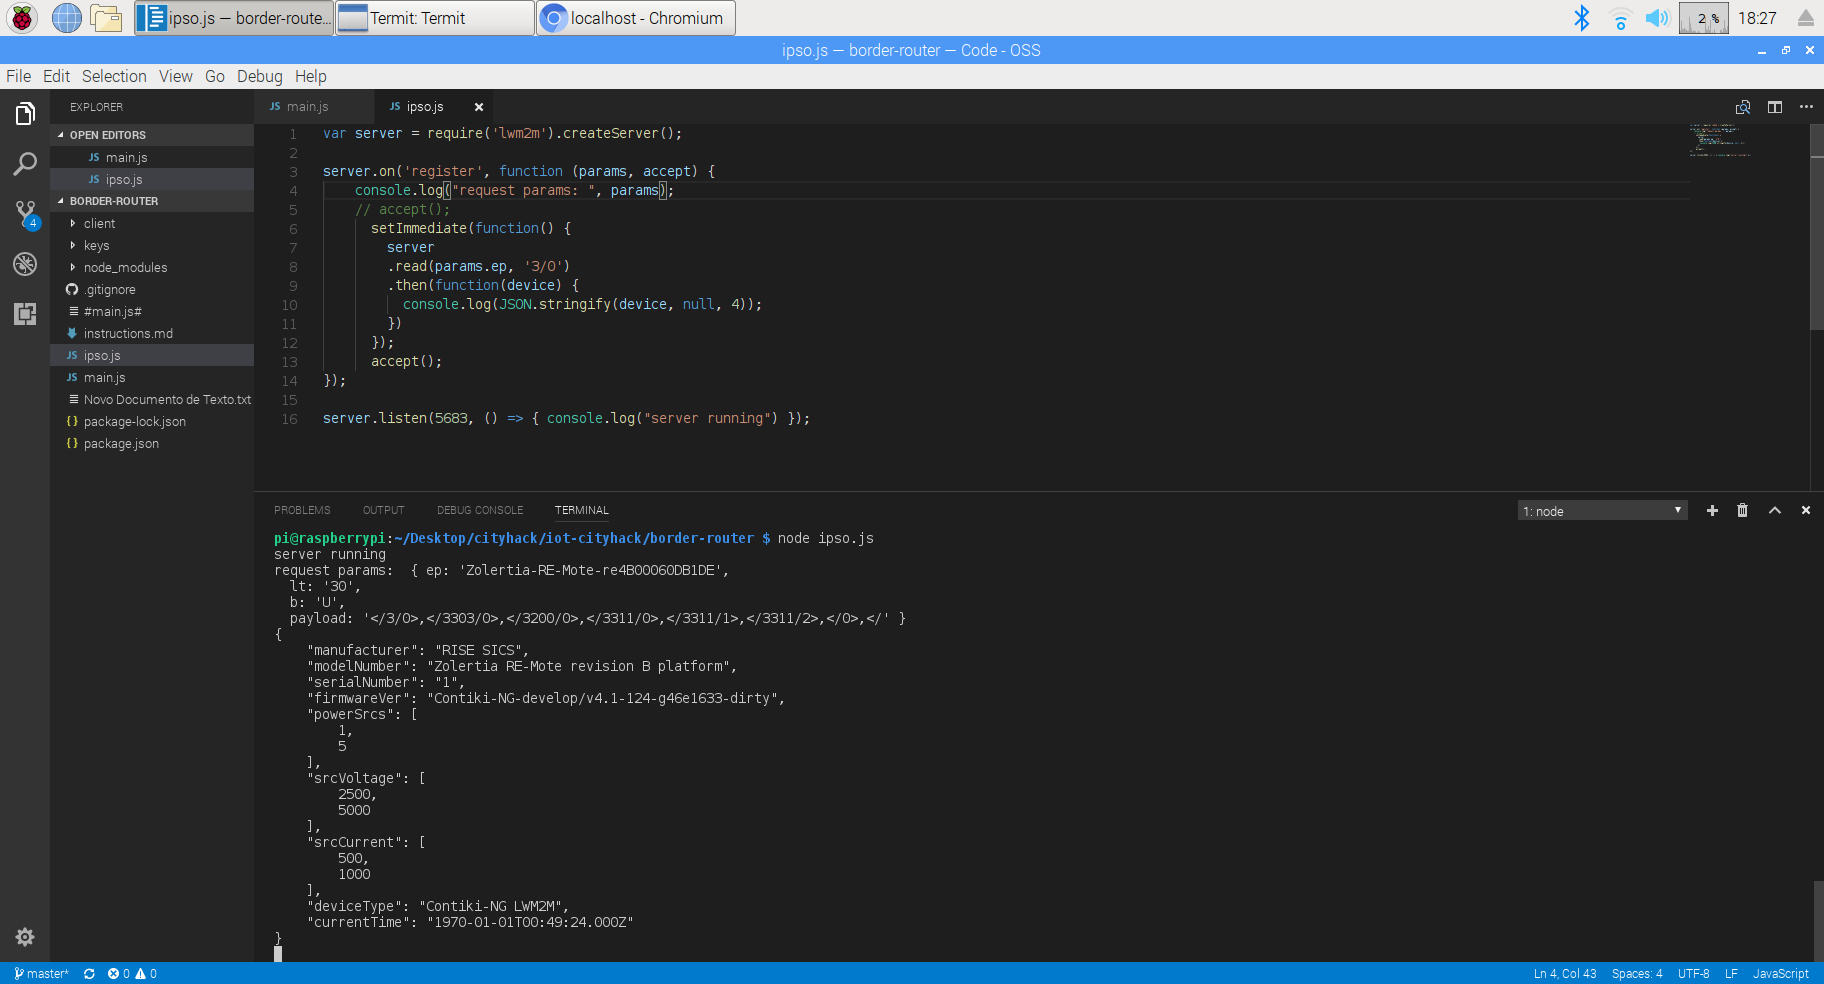 ipso.js — border-route...
Termit: Termit
localhost - Chromium
2 %
18:27
ipso.js — border-router — Code - OSS
File Edit Selection View Go Debug Help
EXPLORER
OPEN EDITORS
JS main.js
JS ipso.js
4
BORDER-ROUTER
client
keys
node_modules
.gitignore
#main.js#
instructions.md
JS ipso.js
JS main.js
Novo Documento de Texto.txt
{} package-lock.json
{} package.json
JS main.js
JS ipso.js
1 var server = require('lwm2m').createServer();
2
3 server.on('register', function (params, accept) {
4     console.log("request params: ", params);
5     // accept();
6       setImmediate(function() {
7         server
8         .read(params.ep, '3/0')
9         .then(function(device) {
10           console.log(JSON.stringify(device, null, 4));
11         })
12       });
13       accept();
14 });
15
16 server.listen(5683, () => { console.log("server running") });
PROBLEMS OUTPUT DEBUG CONSOLE TERMINAL
1: node
pi@raspberrypi:~/Desktop/cityhack/iot-cityhack/border-router $ node ipso.js
server running
request params:  { ep: 'Zolertia-RE-Mote-re4B00060DB1DE',
  lt: '30',
  b: 'U',
  payload: '</3/0>,</3303/0>,</3200/0>,</3311/0>,</3311/1>,</3311/2>,</0>,</' }
{
    "manufacturer": "RISE SICS",
    "modelNumber": "Zolertia RE-Mote revision B platform",
    "serialNumber": "1",
    "firmwareVer": "Contiki-NG-develop/v4.1-124-g46e1633-dirty",
    "powerSrcs": [
        1,
        5
    ],
    "srcVoltage": [
        2500,
        5000
    ],
    "srcCurrent": [
        500,
        1000
    ],
    "deviceType": "Contiki-NG LWM2M",
    "currentTime": "1970-01-01T00:49:24.000Z"
}
master* 0 0
Ln 4, Col 43 Spaces: 4 UTF-8 LF JavaScript